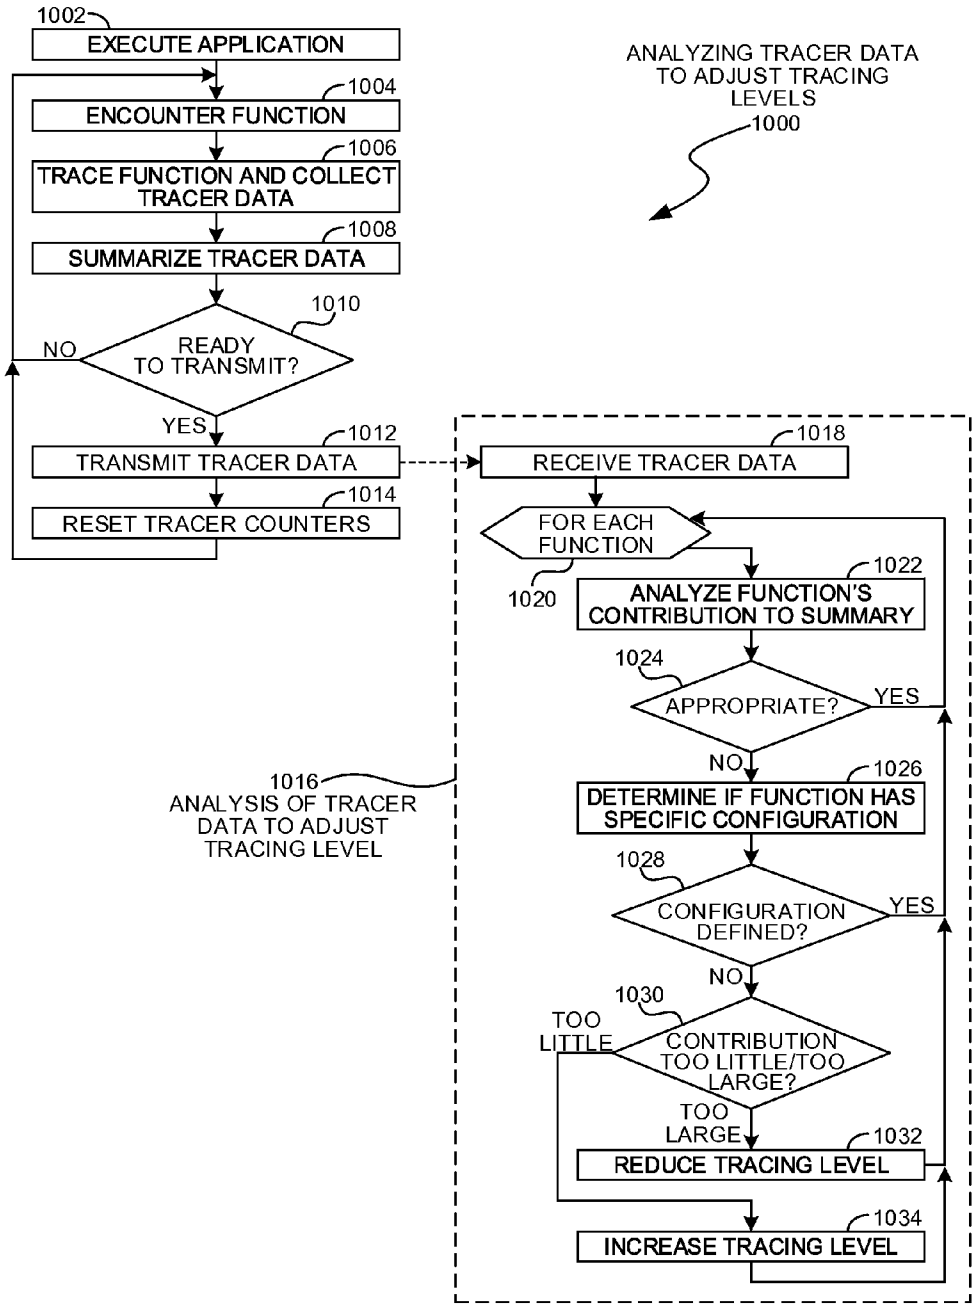 1002
EXECUTE APPLICATION
ANALYZING TRACER DATA
TO ADJUST TRACING
LEVELS
1000
1004
ENCOUNTER FUNCTION
1006
TRACE FUNCTION AND COLLECT
TRACER DATA
1008
SUMMARIZE TRACER DATA
1010
READY
TO TRANSMIT?
NO
YES
1012
TRANSMIT TRACER DATA
1014
RESET TRACER COUNTERS
1016
ANALYSIS OF TRACER
DATA TO ADJUST
TRACING LEVEL
1018
RECEIVE TRACER DATA
FOR EACH
FUNCTION
1020
1022
ANALYZE FUNCTION'S
CONTRIBUTION TO SUMMARY
1024
APPROPRIATE?
YES
NO
1026
DETERMINE IF FUNCTION HAS
SPECIFIC CONFIGURATION
1028
CONFIGURATION
DEFINED?
YES
NO
1030
CONTRIBUTION
TOO LITTLE/TOO
LARGE?
TOO
LITTLE
TOO
LARGE
1032
REDUCE TRACING LEVEL
1034
INCREASE TRACING LEVEL